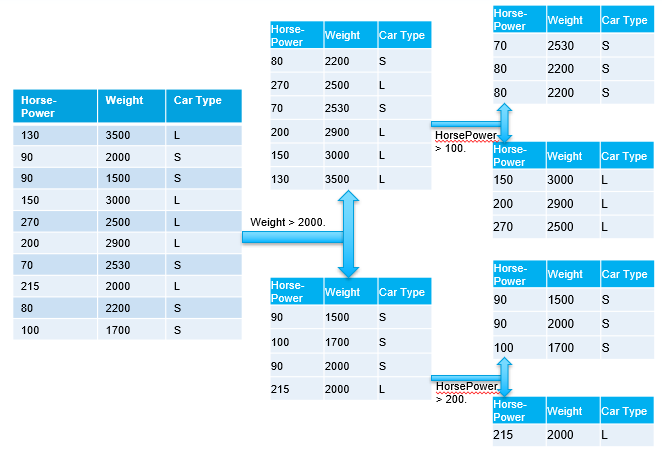 Horse-Power Weight Car Type
130 3500 L
90 2000 S
90 1500 S
150 3000 L
270 2500 L
200 2900 L
70 2530 S
215 2000 L
80 2200 S
100 1700 S
Weight > 2000.
Horse-Power Weight Car Type
80 2200 S
270 2500 L
70 2530 S
200 2900 L
150 3000 L
130 3500 L
Horse-Power Weight Car Type
90 1500 S
100 1700 S
90 2000 S
215 2000 L
HorsePower
> 100.
Horse-Power Weight Car Type
70 2530 S
80 2200 S
80 2200 S
Horse-Power Weight Car Type
150 3000 L
200 2900 L
270 2500 L
HorsePower
> 200.
Horse-Power Weight Car Type
90 1500 S
90 2000 S
100 1700 S
Horse-Power Weight Car Type
215 2000 L